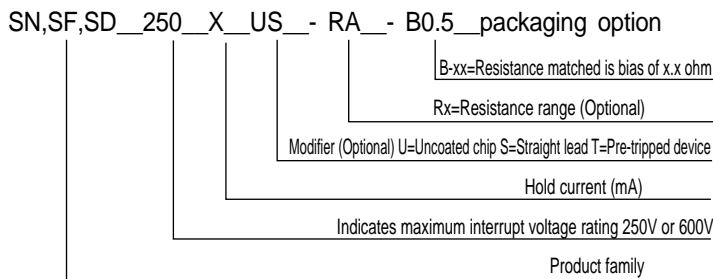 SN,SF,SD__250__X__US__- RA__- B0.5__packaging option
B-xx=Resistance matched is bias of x.x ohm
Rx=Resistance range (Optional)
Modifier (Optional) U=Uncoated chip S=Straight lead T=Pre-tripped device
Hold current (mA)
Indicates maximum interrupt voltage rating 250V or 600V
Product family